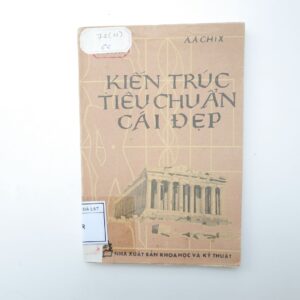 A.A CHIX
KIẾN TRÚC
TIÊU CHUẨN
CÁI ĐẸP
NHÀ XUẤT BẢN KHOA HỌC VÀ KỸ THUẬT